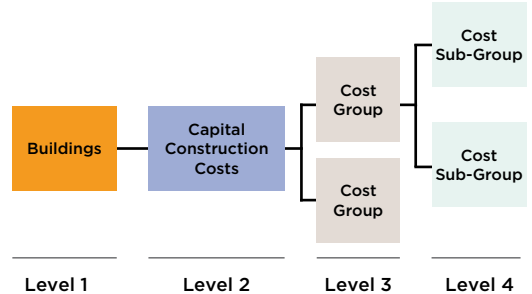 Buildings
Capital
Construction
Costs
Cost
Group
Cost
Group
Cost
Sub-Group
Cost
Sub-Group
Level 1
Level 2
Level 3
Level 4